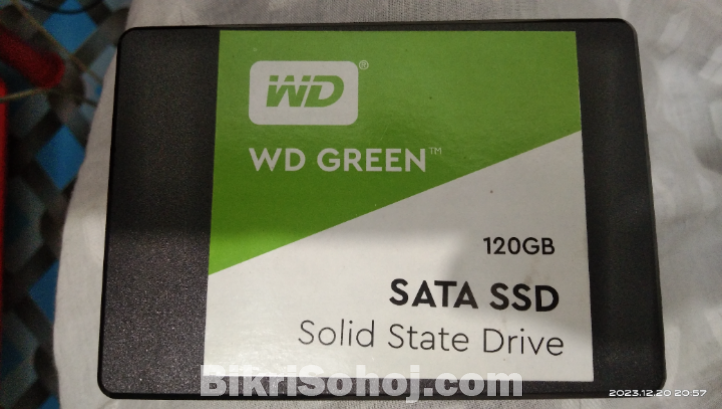 WD®
WD GREEN™
120GB
SATA SSD
Solid State Drive
BikriSohoj.com
2023.12.20 20:57